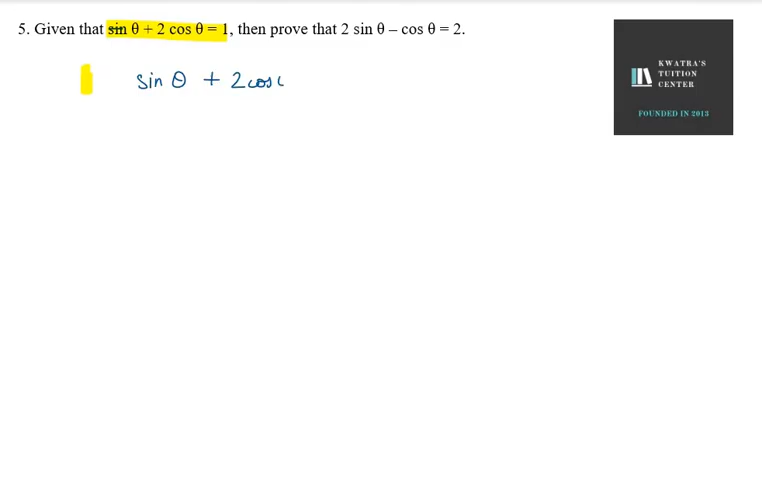 5. Given that sin θ + 2 cos θ = 1, then prove that 2 sin θ – cos θ = 2.
sin θ + 2 cos
KWATRA'S
TUITION
CENTER
FOUNDED IN 2013